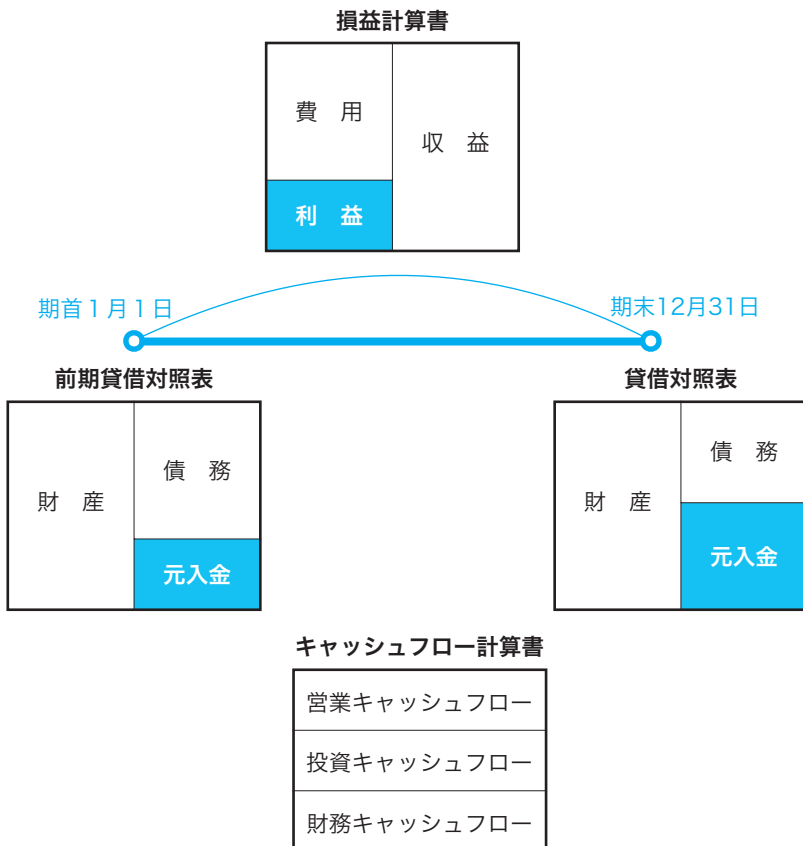 損益計算書
費　用
収　益
利　益
期首１月１日
期末12月31日
前期貸借対照表
貸借対照表
財　産
債　務
元入金
財　産
債　務
元入金
キャッシュフロー計算書
営業キャッシュフロー
投資キャッシュフロー
財務キャッシュフロー